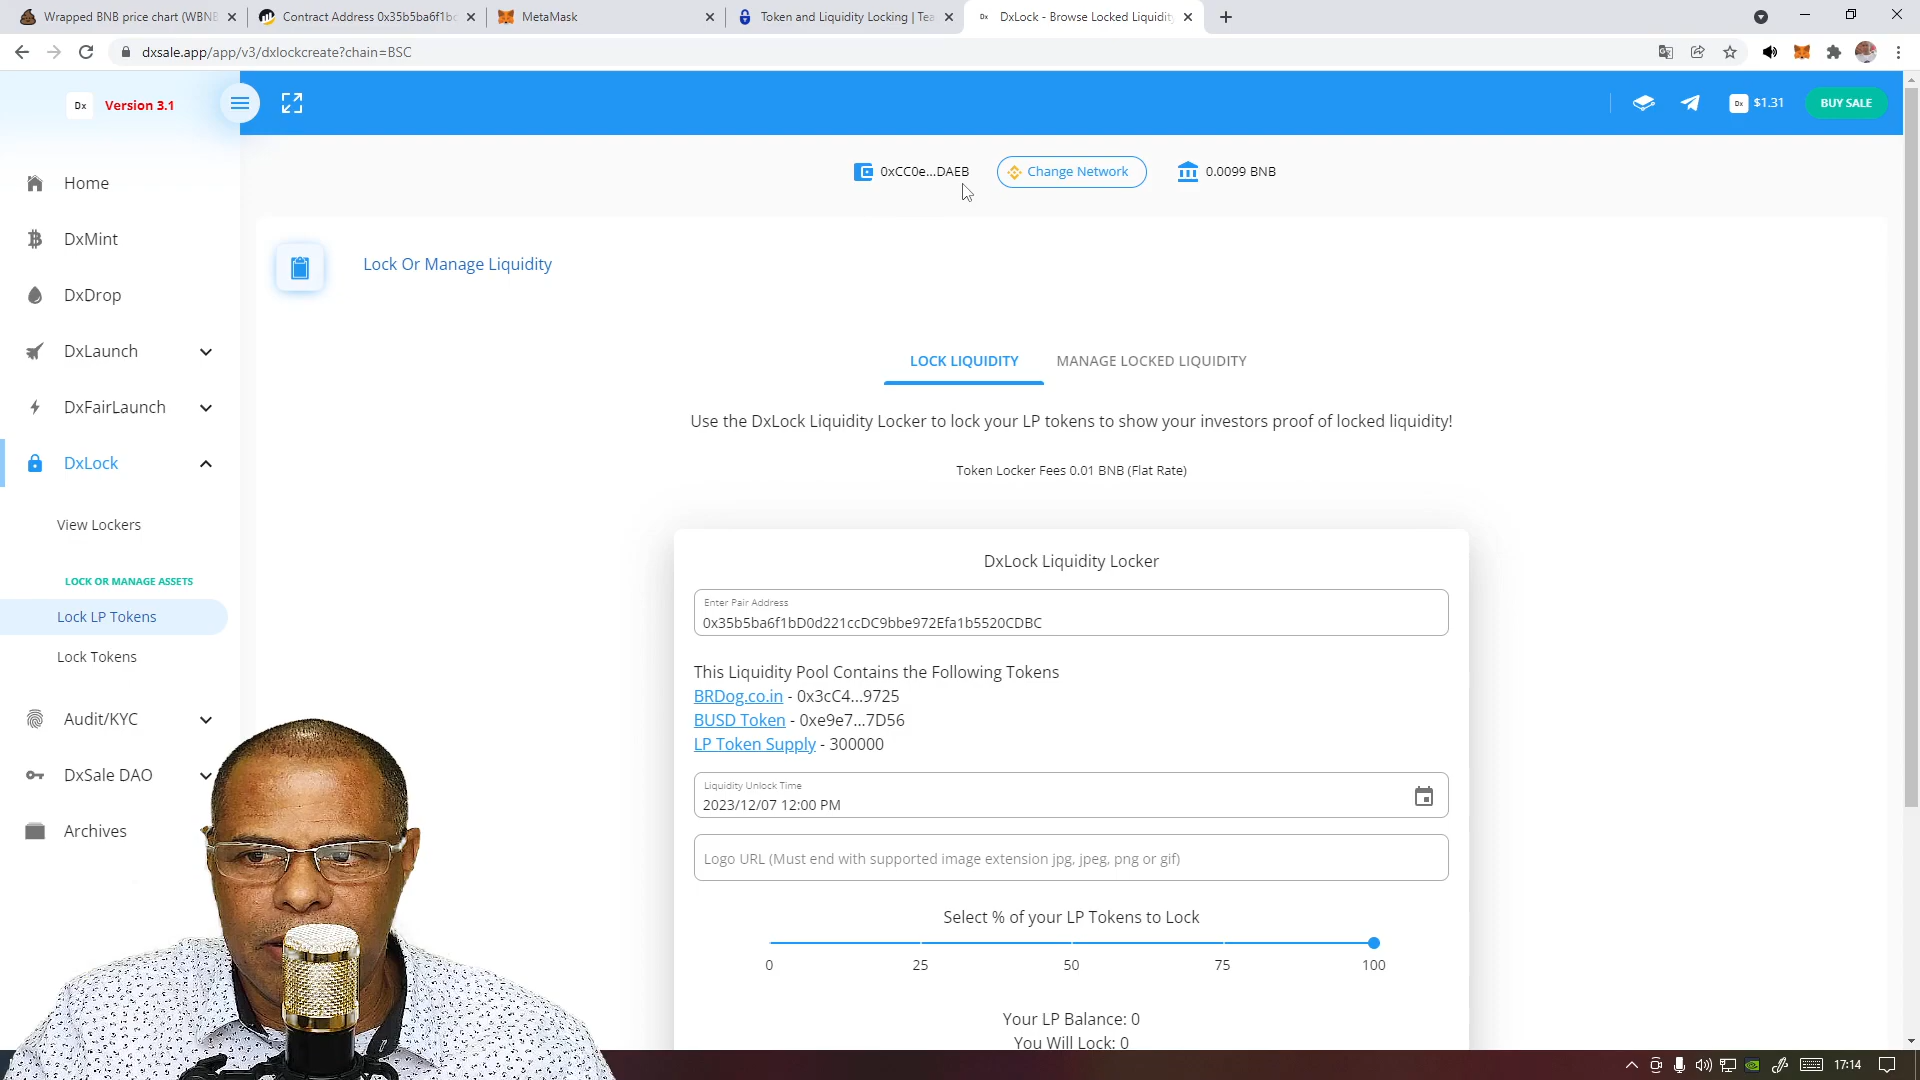 Wrapped BNB price chart (WBNB
Contract Address 0x35b5ba6f1b
MetaMask
Token and Liquidity Locking | Tea
Dx DxLock - Browse Locked Liquidity
dxsale.app/app/v3/dxlockcreate?chain=BSC
Dx Version 3.1
Dx $1.31
BUY SALE
0xCC0e...DAEB
Change Network
0.0099 BNB
Home
DxMint
DxDrop
DxLaunch
DxFairLaunch
DxLock
View Lockers
LOCK OR MANAGE ASSETS
Lock LP Tokens
Lock Tokens
Audit/KYC
DxSale DAO
Archives
Lock Or Manage Liquidity
LOCK LIQUIDITY
MANAGE LOCKED LIQUIDITY
Use the DxLock Liquidity Locker to lock your LP tokens to show your investors proof of locked liquidity!
Token Locker Fees 0.01 BNB (Flat Rate)
DxLock Liquidity Locker
Enter Pair Address
0x35b5ba6f1bD0d221ccDC9bbe972Efa1b5520CDBC
This Liquidity Pool Contains the Following Tokens
BRDog.co.in - 0x3cC4...9725
BUSD Token - 0xe9e7...7D56
LP Token Supply - 300000
Liquidity Unlock Time
2023/12/07 12:00 PM
Logo URL (Must end with supported image extension jpg, jpeg, png or gif)
Select % of your LP Tokens to Lock
0 25 50 75 100
Your LP Balance: 0
You Will Lock: 0
17:14